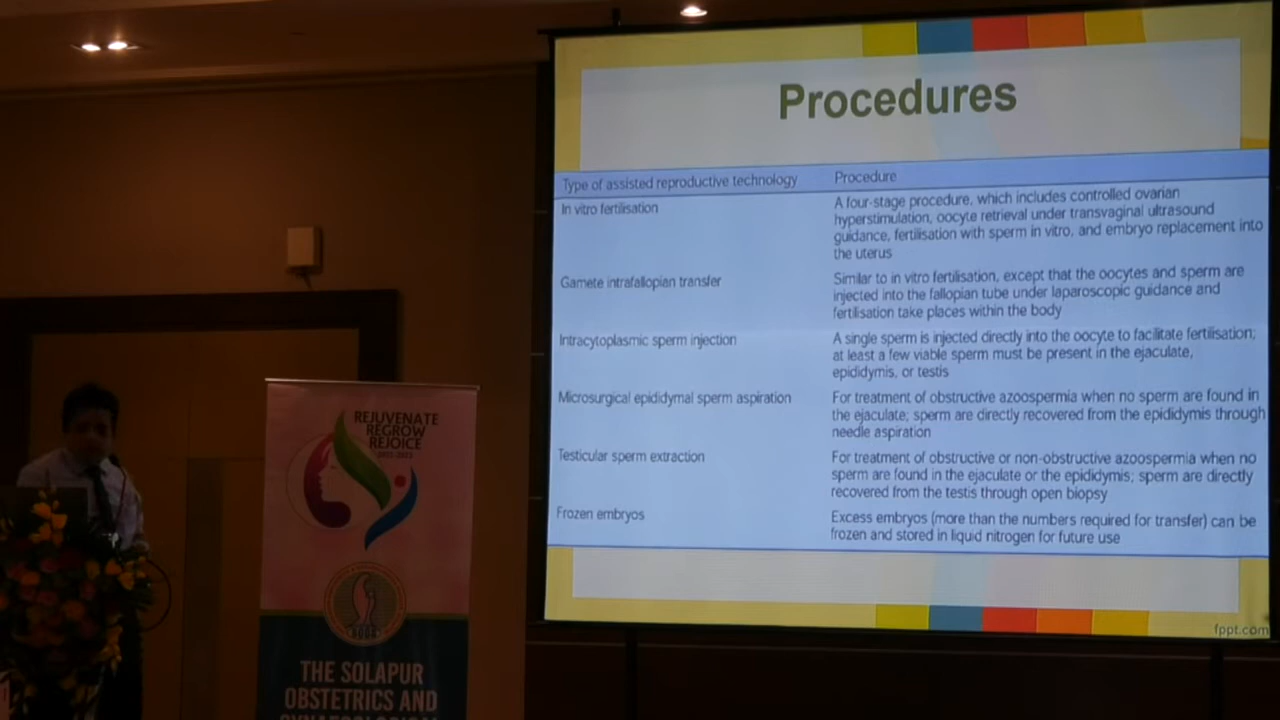 Procedures
Type of assisted reproductive technology Procedure
In vitro fertilisation A four-stage procedure, which includes controlled ovarian
hyperstimulation, oocyte retrieval under transvaginal ultrasound
guidance, fertilisation with sperm in vitro, and embryo replacement into
the uterus
Gamete intrafallopian transfer Similar to in vitro fertilisation, except that the oocytes and sperm are
injected into the fallopian tube under laparoscopic guidance and
fertilisation take places within the body
Intracytoplasmic sperm injection A single sperm is injected directly into the oocyte to facilitate fertilisation;
at least a few viable sperm must be present in the ejaculate,
epididymis, or testis
Microsurgical epididymal sperm aspiration For treatment of obstructive azoospermia when no sperm are found in
the ejaculate; sperm are directly recovered from the epididymis through
needle aspiration
Testicular sperm extraction For treatment of obstructive or non-obstructive azoospermia when no
sperm are found in the ejaculate or the epididymis; sperm are directly
recovered from the testis through open biopsy
Frozen embryos Excess embryos (more than the numbers required for transfer) can be
frozen and stored in liquid nitrogen for future use
fppt.com
REJUVENATE
REGROW
REJOICE
THE SOLAPUR
OBSTETRICS AND